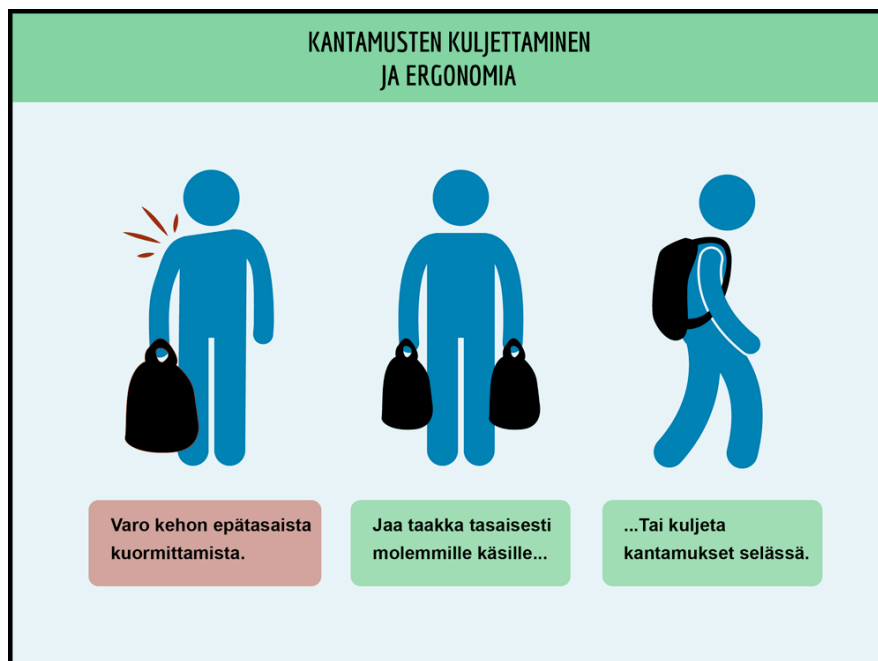 KANTAMUSTEN KULJETTAMINEN
JA ERGONOMIA
Varo kehon epätasaista
kuormittamista.
Jaa taakka tasaisesti
molemmille käsille...
...Tai kuljeta
kantamukset selässä.